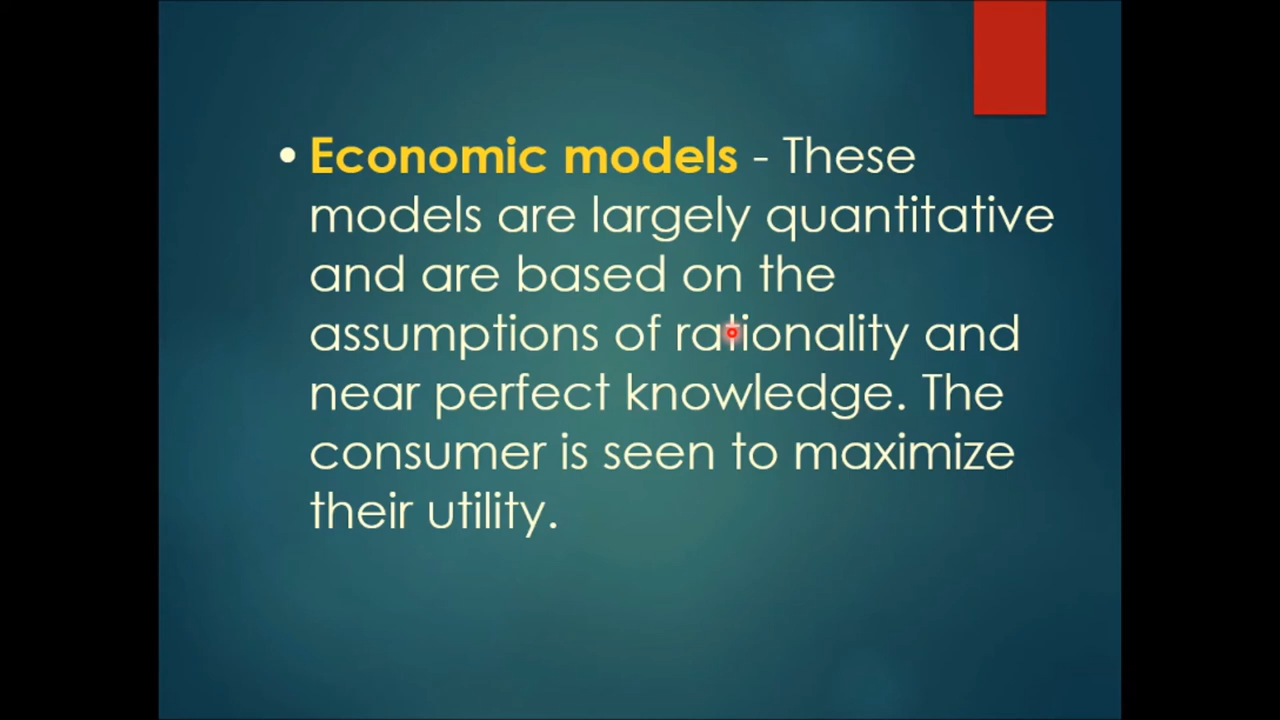 • Economic models - These
models are largely quantitative
and are based on the
assumptions of rationality and
near perfect knowledge. The
consumer is seen to maximize
their utility.